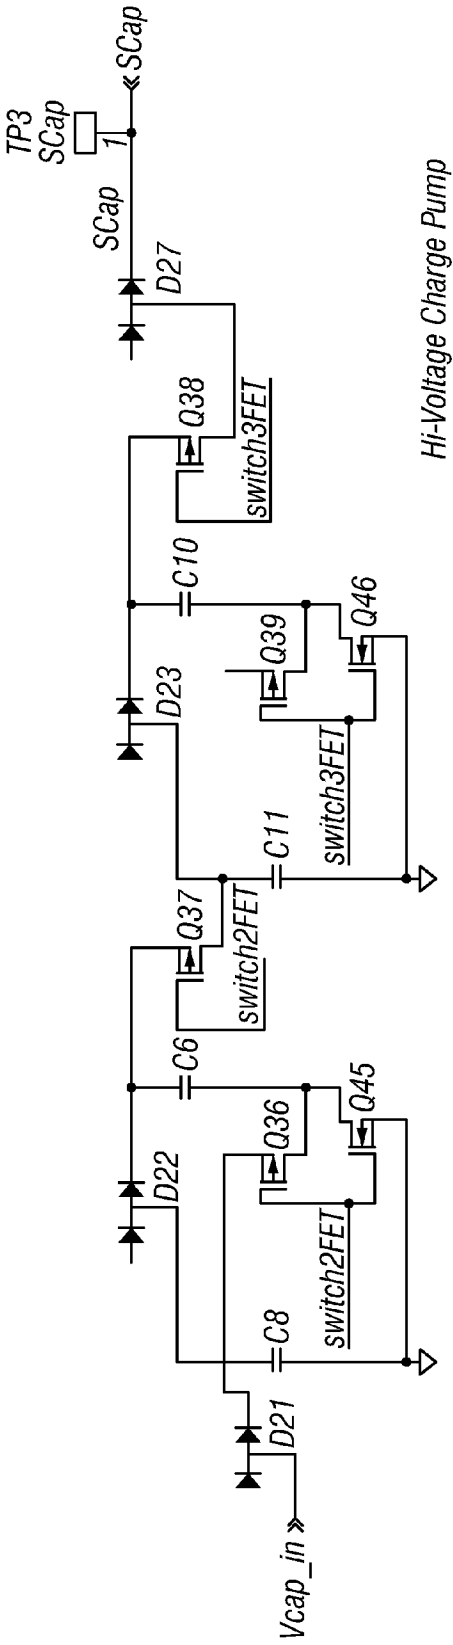 Vcap_in
D21
C8
D22
switch2FET
Q36
Q45
C6
switch2FET
Q37
C11
D23
switch3FET
Q39
Q46
C10
switch3FET
Q38
D27
SCap
TP3
SCap
1
SCap
Hi-Voltage Charge Pump